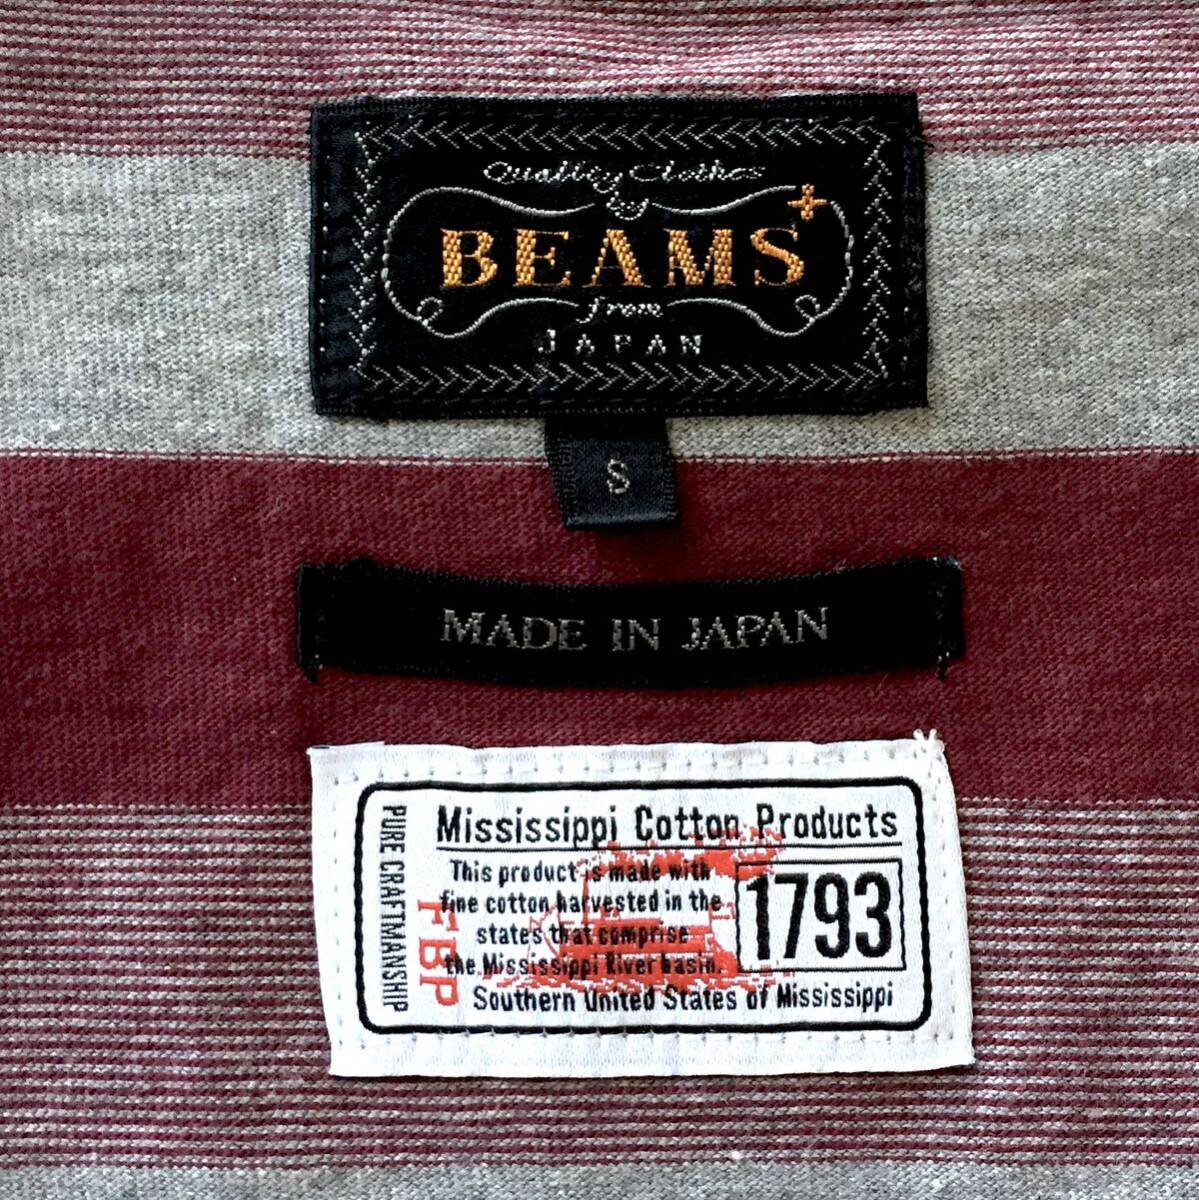 Quality Clothes
by
BEAMS+
from
JAPAN
S
MADE IN JAPAN
PURE CRAFTMANSHIP
Mississippi Cotton Products
This product is made with
fine cotton harvested in the
states that comprise
the Mississippi River basin.
1793
FBP
Southern United States of Mississippi